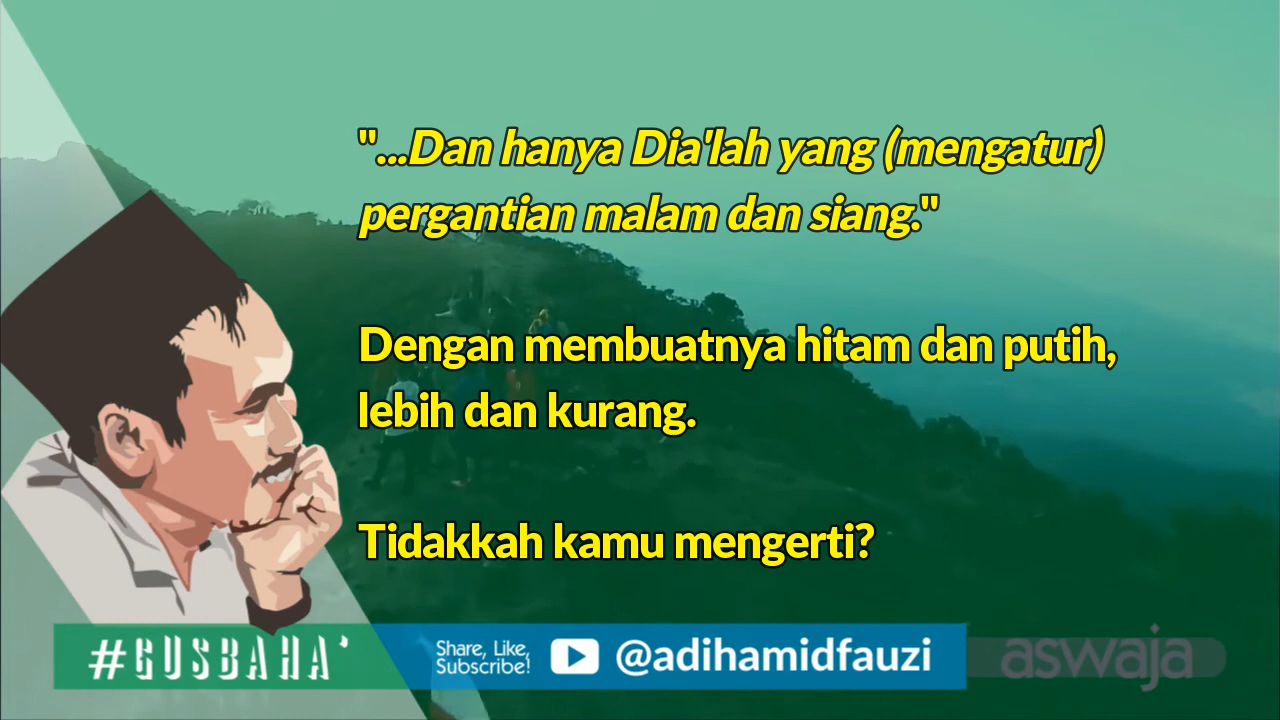 "...Dan hanya Dia'lah yang (mengatur)
pergantian malam dan siang."
Dengan membuatnya hitam dan putih,
lebih dan kurang.
Tidakkah kamu mengerti?
#GUSBAHA'
Share, Like,
Subscribe!
@adihamidfauzi
aswaja